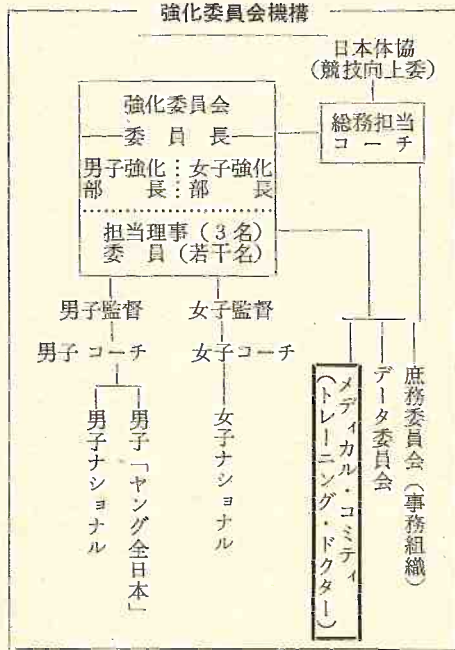 強化委員会機構
日本体協
(競技向上委)
総務担当
コーチ
強化委員会
委員長
男子強化：女子強化
部長：部長
担当理事（3名）
委員（若干名）
男子監督
女子監督
男子コーチ
女子コーチ
男子ナショナル
男子「ヤング全日本」
女子ナショナル
メディカル・コミティ
(トレーニング・ドクター)
データ委員会
庶務委員会（事務組織）